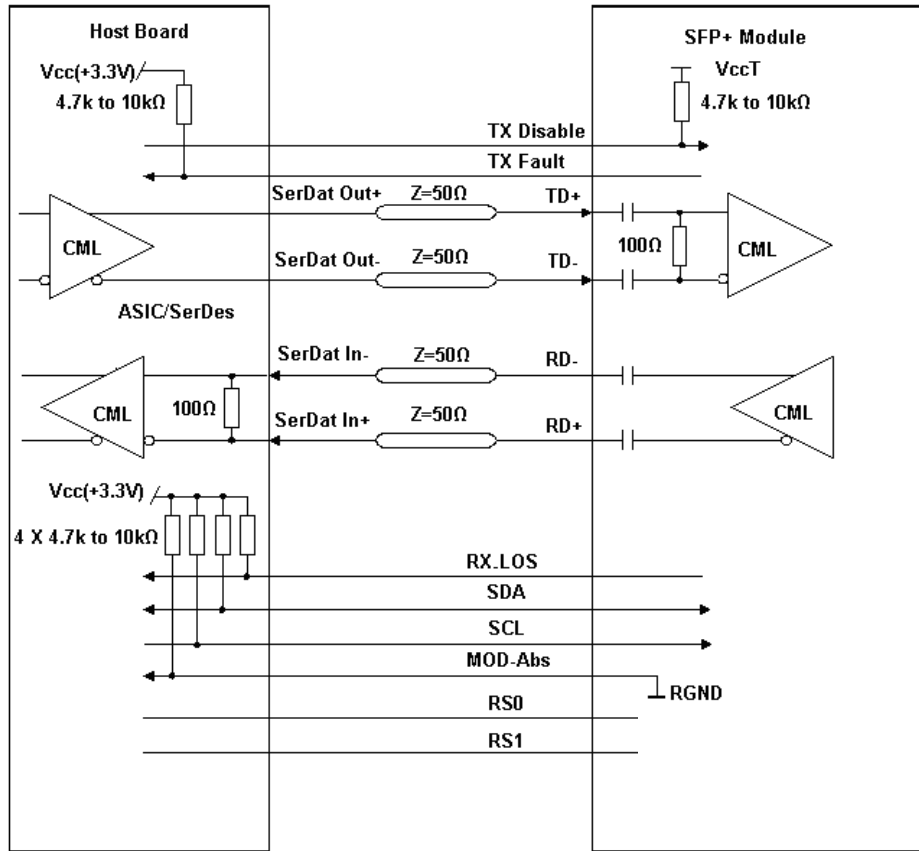 Host Board
SFP+ Module
Vcc(+3.3V)
4.7k to 10kΩ
VccT
4.7k to 10kΩ
TX Disable
TX Fault
SerDat Out+
Z=50Ω
TD+
CML
100Ω
CML
SerDat Out-
Z=50Ω
TD-
ASIC/SerDes
SerDat In-
Z=50Ω
RD-
CML
100Ω
CML
SerDat In+
Z=50Ω
RD+
Vcc(+3.3V)
4 X 4.7k to 10kΩ
RX.LOS
SDA
SCL
MOD-Abs
RGND
RS0
RS1